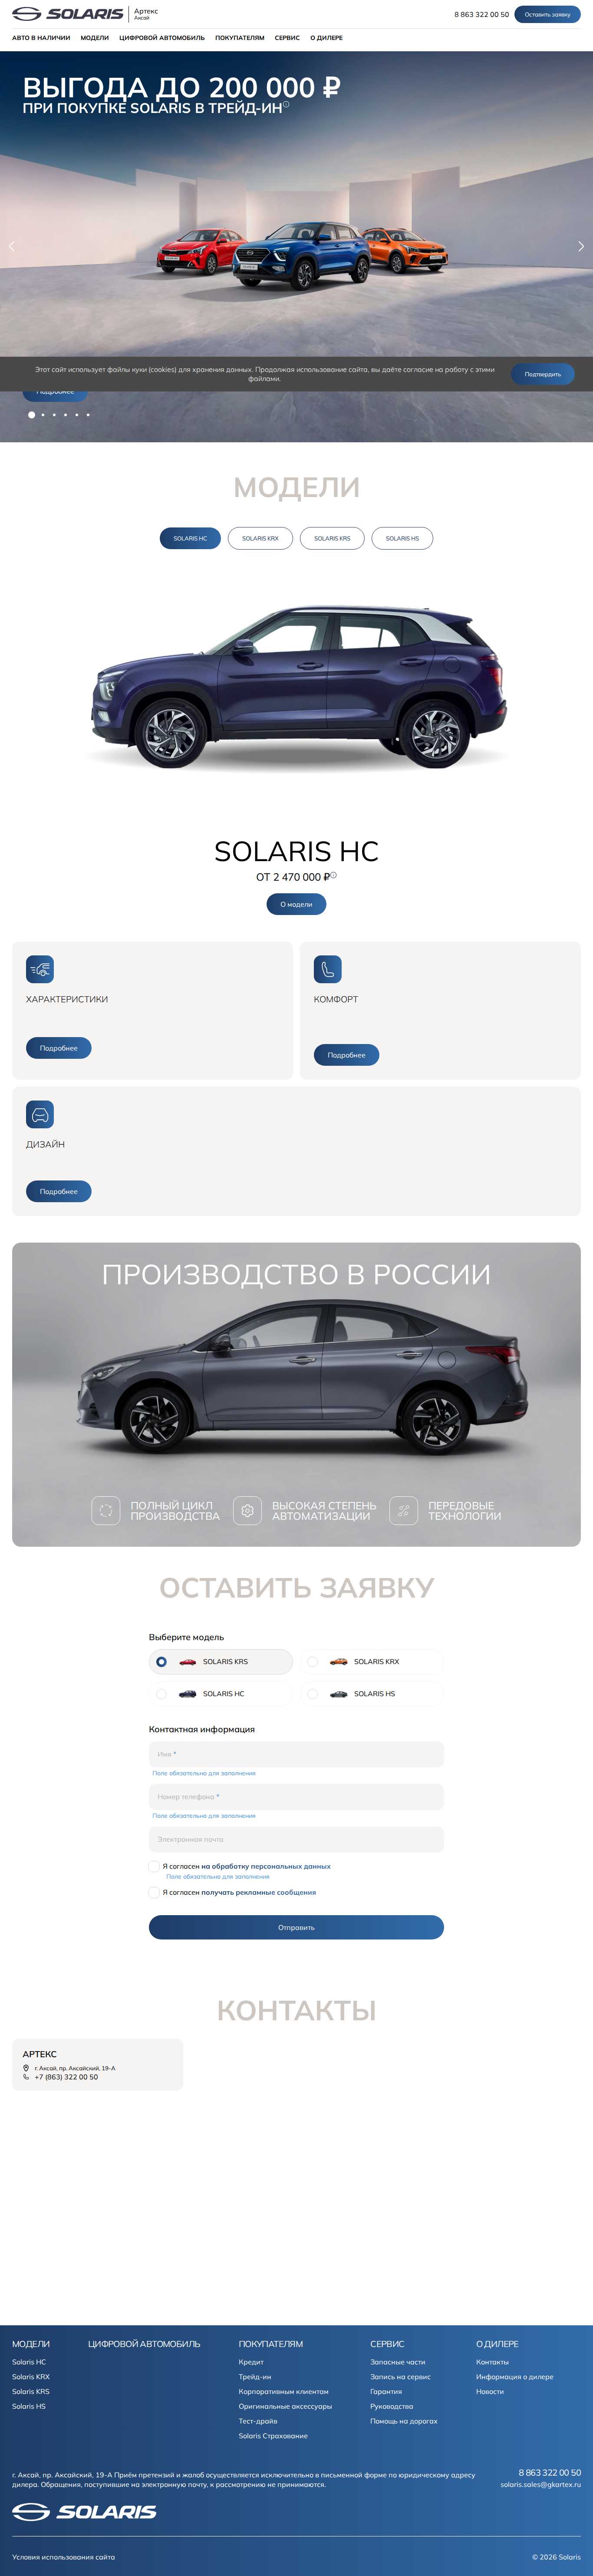 SOLARIS
Артекс
Аксай
8 863 322 00 50
Оставить заявку
АВТО В НАЛИЧИИ
МОДЕЛИ
ЦИФРОВОЙ АВТОМОБИЛЬ
ПОКУПАТЕЛЯМ
СЕРВИС
О ДИЛЕРЕ
ВЫГОДА ДО 200 000 ₽
ПРИ ПОКУПКЕ SOLARIS В ТРЕЙД-ИН
Этот сайт использует файлы куки (cookies) для хранения данных. Продолжая использование сайта, вы даёте согласие на работу с этими
файлами.
Подтвердить
Подробнее
МОДЕЛИ
SOLARIS HC
SOLARIS KRX
SOLARIS KRS
SOLARIS HS
SOLARIS HC
ОТ 2 470 000 ₽
О модели
ХАРАКТЕРИСТИКИ
Подробнее
КОМФОРТ
Подробнее
ДИЗАЙН
Подробнее
ПРОИЗВОДСТВО В РОССИИ
ПОЛНЫЙ ЦИКЛ
ПРОИЗВОДСТВА
ВЫСОКАЯ СТЕПЕНЬ
АВТОМАТИЗАЦИИ
ПЕРЕДОВЫЕ
ТЕХНОЛОГИИ
ОСТАВИТЬ ЗАЯВКУ
Выберите модель
SOLARIS KRS
SOLARIS KRX
SOLARIS HC
SOLARIS HS
Контактная информация
Имя *
Поле обязательно для заполнения
Номер телефона *
Поле обязательно для заполнения
Электронная почта
Я согласен на обработку персональных данных
Поле обязательно для заполнения
Я согласен получать рекламные сообщения
Отправить
КОНТАКТЫ
АРТЕКС
г. Аксай, пр. Аксайский, 19-А
+7 (863) 322 00 50
МОДЕЛИ
Solaris HC
Solaris KRX
Solaris KRS
Solaris HS
ЦИФРОВОЙ АВТОМОБИЛЬ
ПОКУПАТЕЛЯМ
Кредит
Трейд-ин
Корпоративным клиентам
Оригинальные аксессуары
Тест-драйв
Solaris Страхование
СЕРВИС
Запасные части
Запись на сервис
Гарантия
Руководства
Помощь на дорогах
О ДИЛЕРЕ
Контакты
Информация о дилере
Новости
г. Аксай, пр. Аксайский, 19-А Приём претензий и жалоб осуществляется исключительно в письменной форме по юридическому адресу
дилера. Обращения, поступившие на электронную почту, к рассмотрению не принимаются.
8 863 322 00 50
solaris.sales@gkartex.ru
SOLARIS
Условия использования сайта
© 2026 Solaris